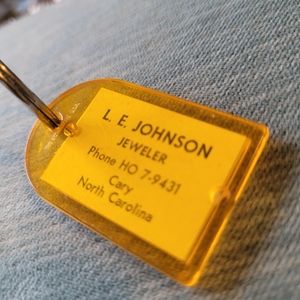 L. E. JOHNSON
JEWELER
Phone HO 7-9431
Cary
North Carolina